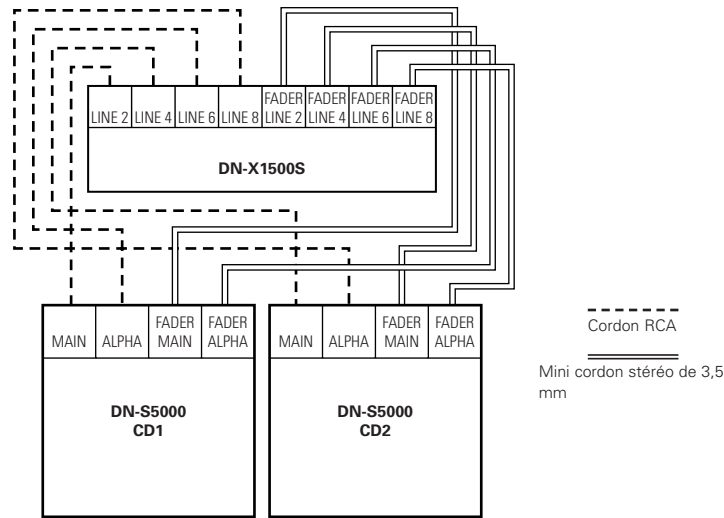 LINE 2
LINE 4
LINE 6
LINE 8
FADER
LINE 2
FADER
LINE 4
FADER
LINE 6
FADER
LINE 8
DN-X1500S
MAIN
ALPHA
FADER
MAIN
FADER
ALPHA
DN-S5000
CD1
MAIN
ALPHA
FADER
MAIN
FADER
ALPHA
DN-S5000
CD2
Cordon RCA
Mini cordon stéréo de 3,5
mm